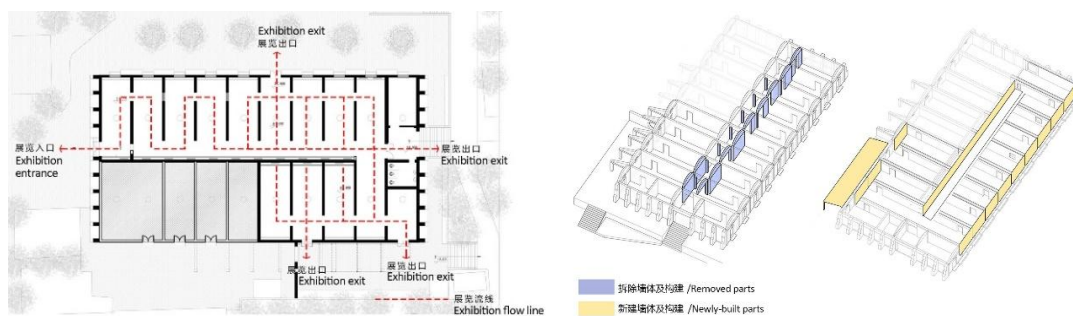 Exhibition exit
展览出口
展览入口
Exhibition
entrance
展览出口
Exhibition exit
展览出口
Exhibition exit
展览出口
Exhibition exit
展览流线
Exhibition flow line
拆除墙体及构建 /Removed parts
新建墙体及构建 /Newly-built parts